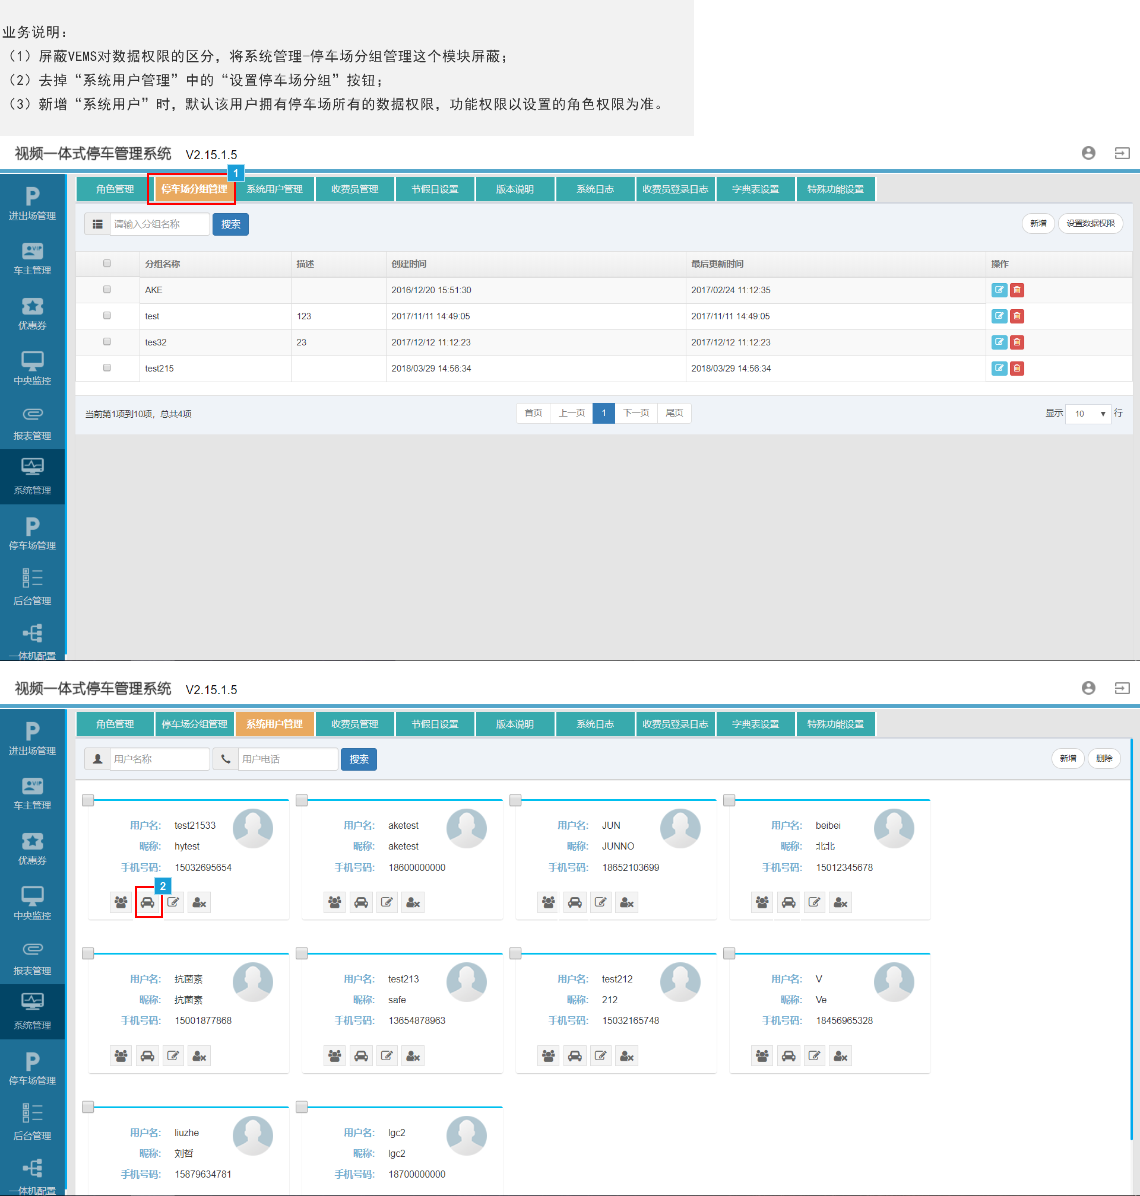 业务说明：
（1）屏蔽VEMS对数据权限的区分，将系统管理-停车场分组管理这个模块屏蔽；
（2）去掉“系统用户管理”中的“设置停车场分组”按钮；
（3）新增“系统用户”时，默认该用户拥有停车场所有的数据权限，功能权限以设置的角色权限为准。
视频一体式停车管理系统 V2.15.1.5
1
角色管理 停车场分组管理 系统用户管理 收费员管理 节假日设置 版本说明 系统日志 收费员登录日志 字典表设置 特殊功能设置
请输入分组名称 搜索 新增 设置数据权限
分组名称 描述 创建时间 最后更新时间 操作
AKE 2016/12/20 15:51:30 2017/02/24 11:12:35
test 123 2017/11/11 14:49:05 2017/11/11 14:49:05
tes32 23 2017/12/12 11:12:23 2017/12/12 11:12:23
test215 2018/03/29 14:56:34 2018/03/29 14:56:34
当前第1项到10项，总共4项 首页 上一页 1 下一页 尾页 显示 10 行
进出场管理
VIP
车主管理
优惠券
中央监控
报表管理
系统管理
停车场管理
后台管理
一体机配置
视频一体式停车管理系统 V2.15.1.5
角色管理 停车场分组管理 系统用户管理 收费员管理 节假日设置 版本说明 系统日志 收费员登录日志 字典表设置 特殊功能设置
用户名称 用户电话 搜索 新增 删除
用户名： test21533 用户名： aketest 用户名： JUN 用户名： beibei
昵称： hytest 昵称： aketest 昵称： JUNNO 昵称： 北北
手机号码： 15032695654 手机号码： 18600000000 手机号码： 18652103699 手机号码： 15012345678
2
用户名： 抗菌素 用户名： test213 用户名： test212 用户名： V
昵称： 抗菌素 昵称： safe 昵称： 212 昵称： Ve
手机号码： 15001877868 手机号码： 13654878963 手机号码： 15032165748 手机号码： 18456965328
用户名： liuzhe 用户名： lgc2
昵称： 刘哲 昵称： lgc2
手机号码： 15879634781 手机号码： 18700000000
进出场管理
VIP
车主管理
优惠券
中央监控
报表管理
系统管理
停车场管理
后台管理
一体机配置